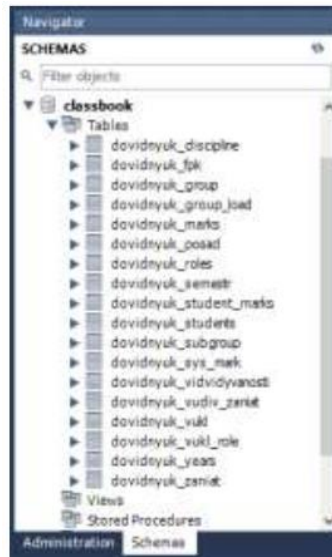 Navigator
SCHEMAS
Filter objects
classbook
Tables
dovidnyuk_discipline
dovidnyuk_fpk
dovidnyuk_group
dovidnyuk_group_load
dovidnyuk_marks
dovidnyuk_posad
dovidnyuk_roles
dovidnyuk_semestr
dovidnyuk_student_marks
dovidnyuk_students
dovidnyuk_subgroup
dovidnyuk_sys_mark
dovidnyuk_vidvidyvanosti
dovidnyuk_vudiv_zaniat
dovidnyuk_vukl
dovidnyuk_vukl_role
dovidnyuk_years
dovidnyuk_zaniat
Views
Stored Procedures
Administration Schemas